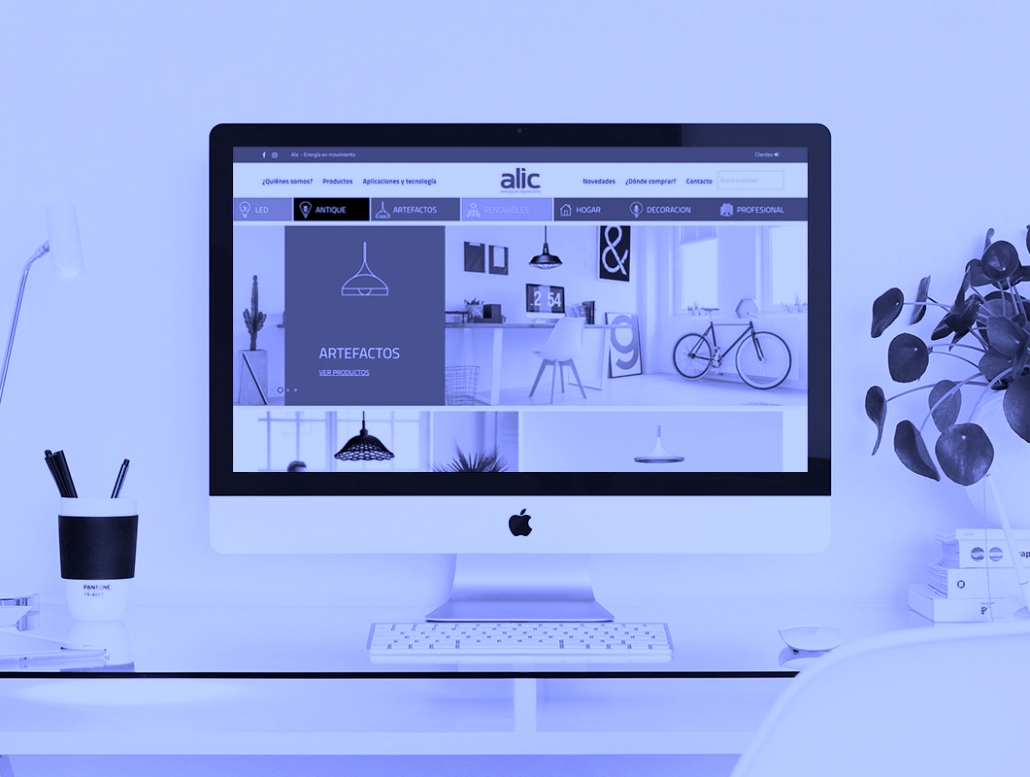 Alic - Energía en movimiento
Clientes
¿Quiénes somos? Productos Aplicaciones y tecnología
alic
Novedades ¿Dónde comprar? Contacto Buscar productos
LED ANTIQUE ARTEFACTOS RENOVABLES HOGAR DECORACION PROFESIONAL
&
2 54
9
ARTEFACTOS
VER PRODUCTOS
PANTONE